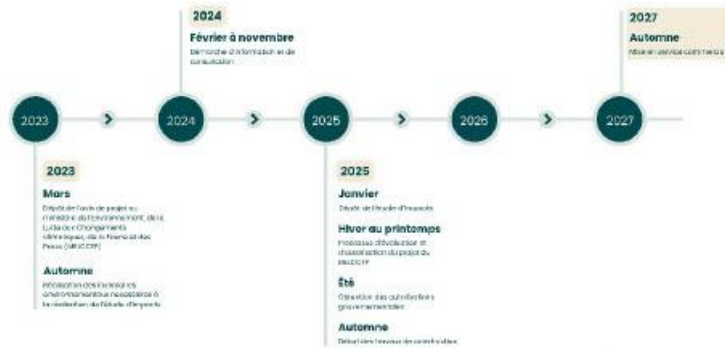 2024
Février à novembre
Démarche d'information et de
consultation
2027
Automne
Mise en service commerciale
2023
2024
2025
2026
2027
2023
Mars
Dépôt de l'avis de projet au
ministère de l'Environnement, de la
Lutte aux Changements
climatiques, de la Faune et des
Parcs (MELCCFP)
Automne
Réalisation des inventaires
environnementaux nécessaires à
la réalisation de l'étude d'impacts
2025
Janvier
Dépôt de l'étude d'impacts
Hiver au printemps
Processus d'évaluation et
d'autorisation du projet du
MELCCFP
Été
Obtention des autorisations
gouvernementales
Automne
Début des travaux de construction